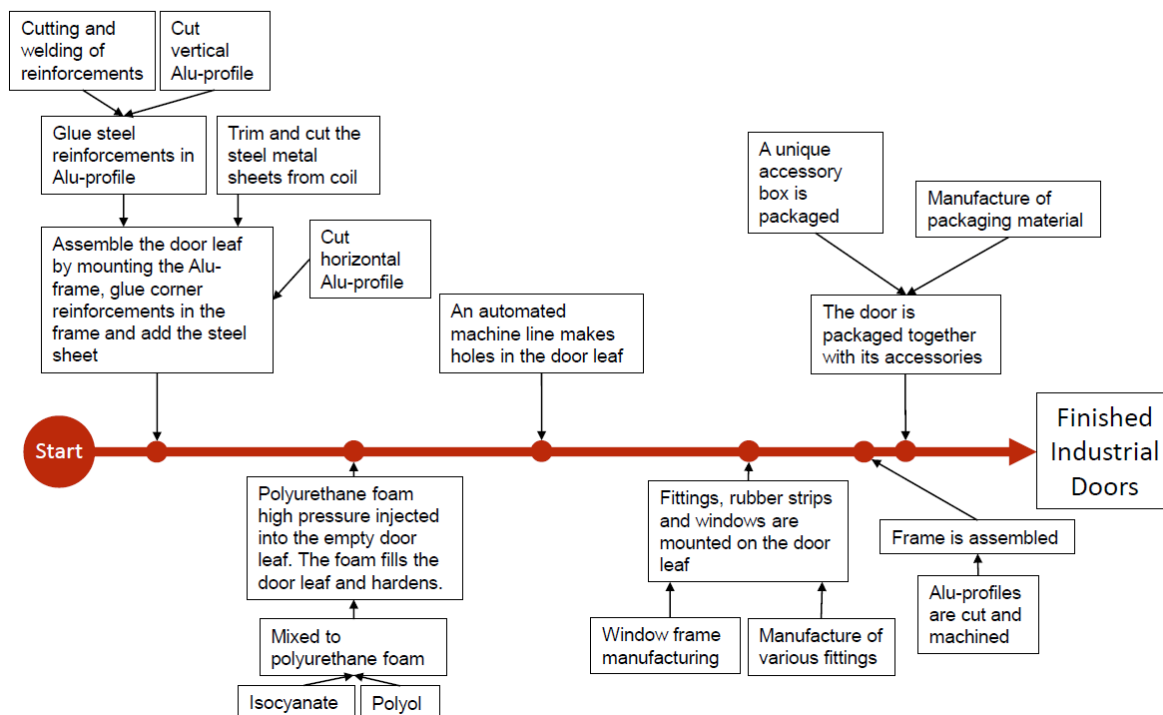 Cutting and
welding of
reinforcements
Cut
vertical
Alu-profile
Glue steel
reinforcements in
Alu-profile
Trim and cut the
steel metal
sheets from coil
A unique
accessory
box is
packaged
Manufacture of
packaging material
Assemble the door leaf
by mounting the Alu-
frame, glue corner
reinforcements in the
frame and add the steel
sheet
Cut
horizontal
Alu-profile
An automated
machine line makes
holes in the door leaf
The door is
packaged together
with its accessories
Start
Finished
Industrial
Doors
Polyurethane foam
high pressure injected
into the empty door
leaf. The foam fills the
door leaf and hardens.
Fittings, rubber strips
and windows are
mounted on the door
leaf
Frame is assembled
Alu-profiles
are cut and
machined
Mixed to
polyurethane foam
Window frame
manufacturing
Manufacture of
various fittings
Isocyanate
Polyol